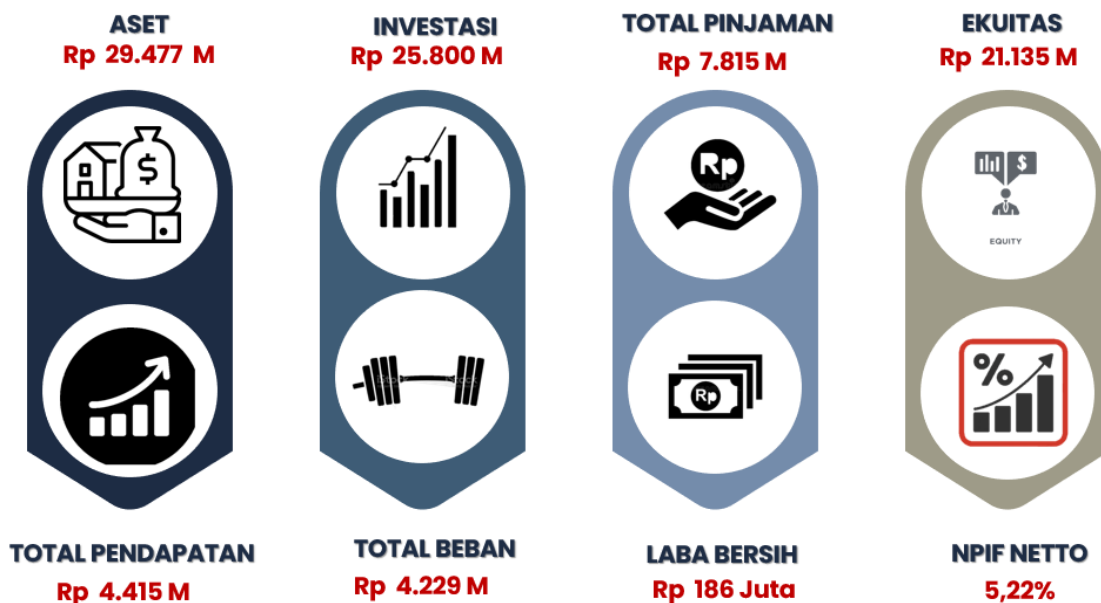 ASET
Rp 29.477 M
INVESTASI
Rp 25.800 M
TOTAL PINJAMAN
Rp 7.815 M
EKUITAS
Rp 21.135 M
$
Rp
$
EQUITY
Rp
%
TOTAL PENDAPATAN
Rp 4.415 M
TOTAL BEBAN
Rp 4.229 M
LABA BERSIH
Rp 186 Juta
NPIF NETTO
5,22%